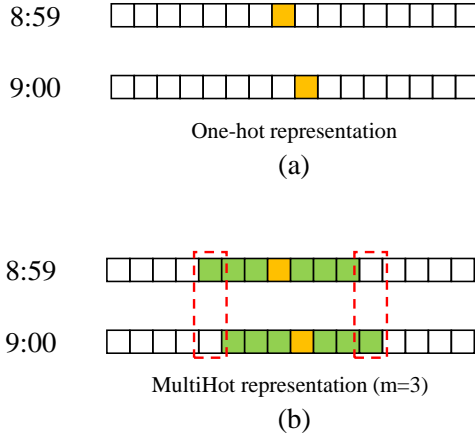 8:59
9:00
One-hot representation
(a)
8:59
9:00
MultiHot representation (m=3)
(b)